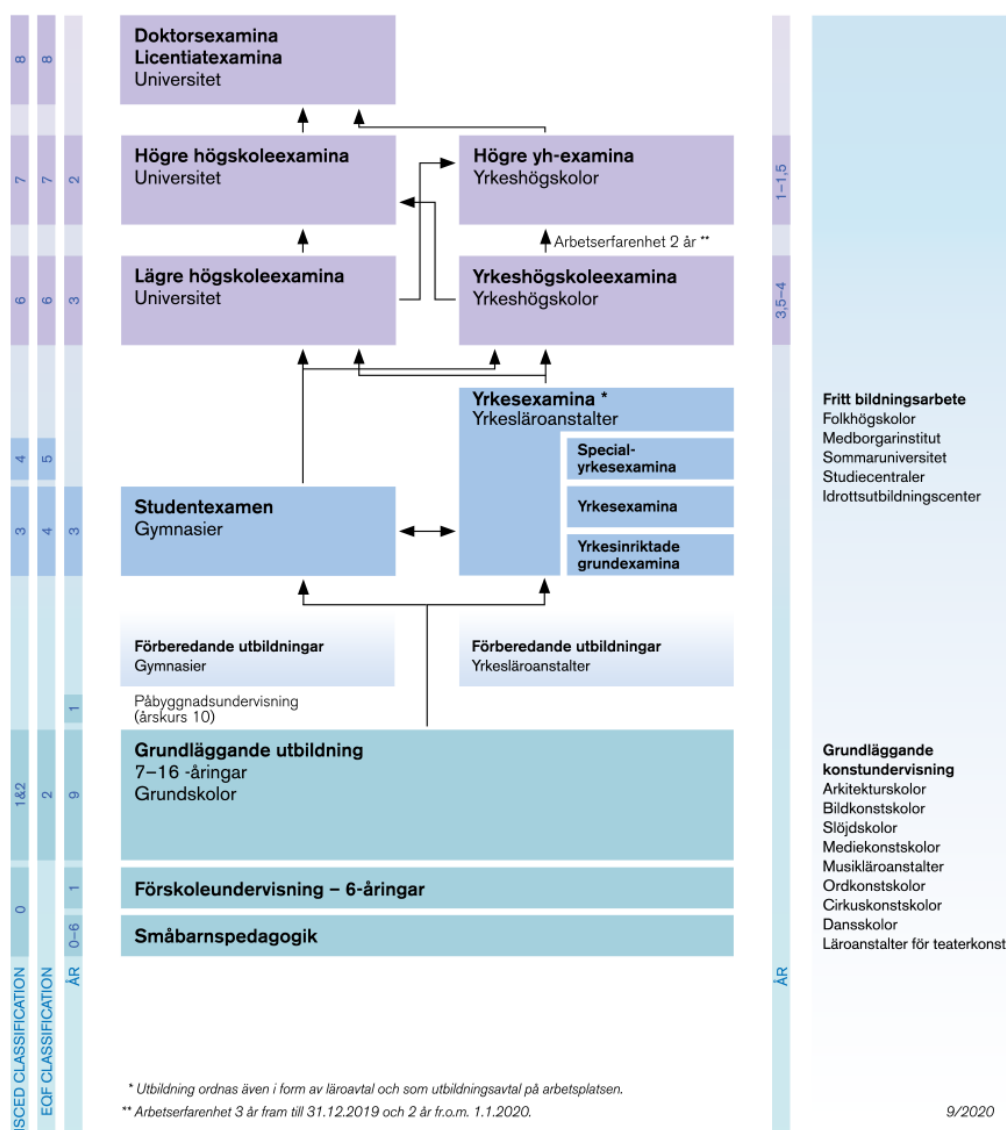 Doktorsexamina
Licentiatexamina
Universitet
8
8
Högre högskoleexamina
Universitet
Högre yh-examina
Yrkeshögskolor
7
7
2
1–1,5
Arbetserfarenhet 2 år **
Lägre högskoleexamina
Universitet
Yrkeshögskoleexamina
Yrkeshögskolor
6
6
3
3,5–4
Yrkesexamina *
Yrkesläroanstalter
Special-
yrkesexamina
Yrkesexamina
Yrkesinriktade
grundexamina
4
5
Studentexamen
Gymnasier
3
4
3
Förberedande utbildningar
Gymnasier
Förberedande utbildningar
Yrkesläroanstalter
Påbyggnadsundervisning
(årskurs 10)
1
Grundläggande utbildning
7–16 -åringar
Grundskolor
1&2
2
9
Förskoleundervisning – 6-åringar
0
1
Småbarnspedagogik
0–6
ISCED CLASSIFICATION
EQF CLASSIFICATION
ÅR
ÅR
Fritt bildningsarbete
Folkhögskolor
Medborgarinstitut
Sommaruniversitet
Studiecentraler
Idrottsutbildningscenter
Grundläggande
konstundervisning
Arkitekturskolor
Bildkonstskolor
Slöjdskolor
Mediekonstskolor
Musikläroanstalter
Ordkonstskolor
Cirkuskonstskolor
Dansskolor
Läroanstalter för teaterkonst
* Utbildning ordnas även i form av läroavtal och som utbildningsavtal på arbetsplatsen.
** Arbetserfarenhet 3 år fram till 31.12.2019 och 2 år fr.o.m. 1.1.2020.
9/2020